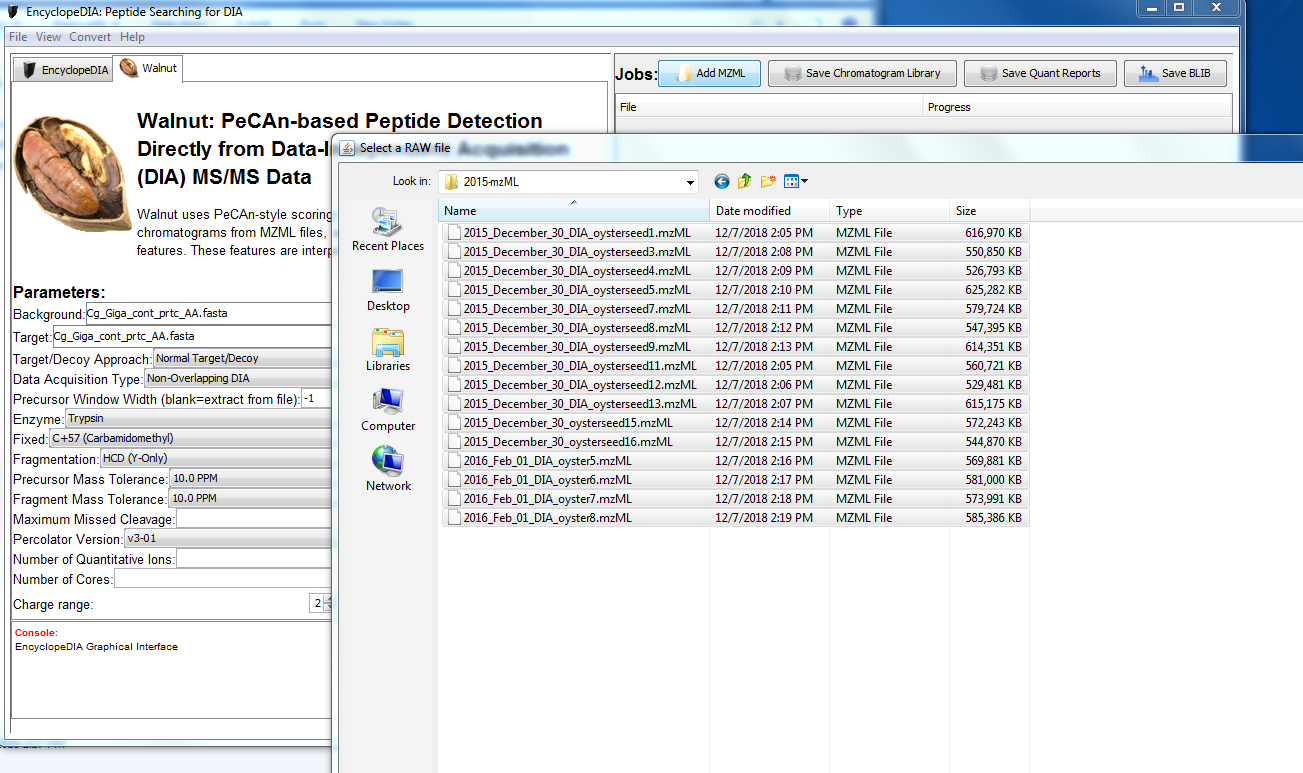 EncyclopeDIA: Peptide Searching for DIA
File View Convert Help
EncyclopeDIA Walnut
Jobs: Add MZML Save Chromatogram Library Save Quant Reports Save BLIB
File Progress
Walnut: PeCAn-based Peptide Detection
Directly from Data-I Acquisition
(DIA) MS/MS Data
Walnut uses PeCAn-style scoring
chromatograms from MZML files,
features. These features are interp
Parameters:
Background: Cg_Giga_cont_prtc_AA.fasta
Target: Cg_Giga_cont_prtc_AA.fasta
Target/Decoy Approach: Normal Target/Decoy
Data Acquisition Type: Non-Overlapping DIA
Precursor Window Width (blank=extract from file): -1
Enzyme: Trypsin
Fixed: C+57 (Carbamidomethyl)
Fragmentation: HCD (Y-Only)
Precursor Mass Tolerance: 10.0 PPM
Fragment Mass Tolerance: 10.0 PPM
Maximum Missed Cleavage:
Percolator Version: v3-01
Number of Quantitative Ions:
Number of Cores:
Charge range: 2
Console:
EncyclopeDIA Graphical Interface
Select a RAW file
Look in: 2015-mzML
Recent Places
Desktop
Libraries
Computer
Network
Name Date modified Type Size
2015_December_30_DIA_oysterseed1.mzML 12/7/2018 2:05 PM MZML File 616,970 KB
2015_December_30_DIA_oysterseed3.mzML 12/7/2018 2:08 PM MZML File 550,850 KB
2015_December_30_DIA_oysterseed4.mzML 12/7/2018 2:09 PM MZML File 526,793 KB
2015_December_30_DIA_oysterseed5.mzML 12/7/2018 2:10 PM MZML File 625,282 KB
2015_December_30_DIA_oysterseed7.mzML 12/7/2018 2:11 PM MZML File 579,724 KB
2015_December_30_DIA_oysterseed8.mzML 12/7/2018 2:12 PM MZML File 547,395 KB
2015_December_30_DIA_oysterseed9.mzML 12/7/2018 2:13 PM MZML File 614,351 KB
2015_December_30_DIA_oysterseed11.mzML 12/7/2018 2:05 PM MZML File 560,721 KB
2015_December_30_DIA_oysterseed12.mzML 12/7/2018 2:06 PM MZML File 529,481 KB
2015_December_30_DIA_oysterseed13.mzML 12/7/2018 2:07 PM MZML File 615,175 KB
2015_December_30_oysterseed15.mzML 12/7/2018 2:14 PM MZML File 572,243 KB
2015_December_30_oysterseed16.mzML 12/7/2018 2:15 PM MZML File 544,870 KB
2016_Feb_01_DIA_oyster5.mzML 12/7/2018 2:16 PM MZML File 569,881 KB
2016_Feb_01_DIA_oyster6.mzML 12/7/2018 2:17 PM MZML File 581,000 KB
2016_Feb_01_DIA_oyster7.mzML 12/7/2018 2:18 PM MZML File 573,991 KB
2016_Feb_01_DIA_oyster8.mzML 12/7/2018 2:19 PM MZML File 585,386 KB